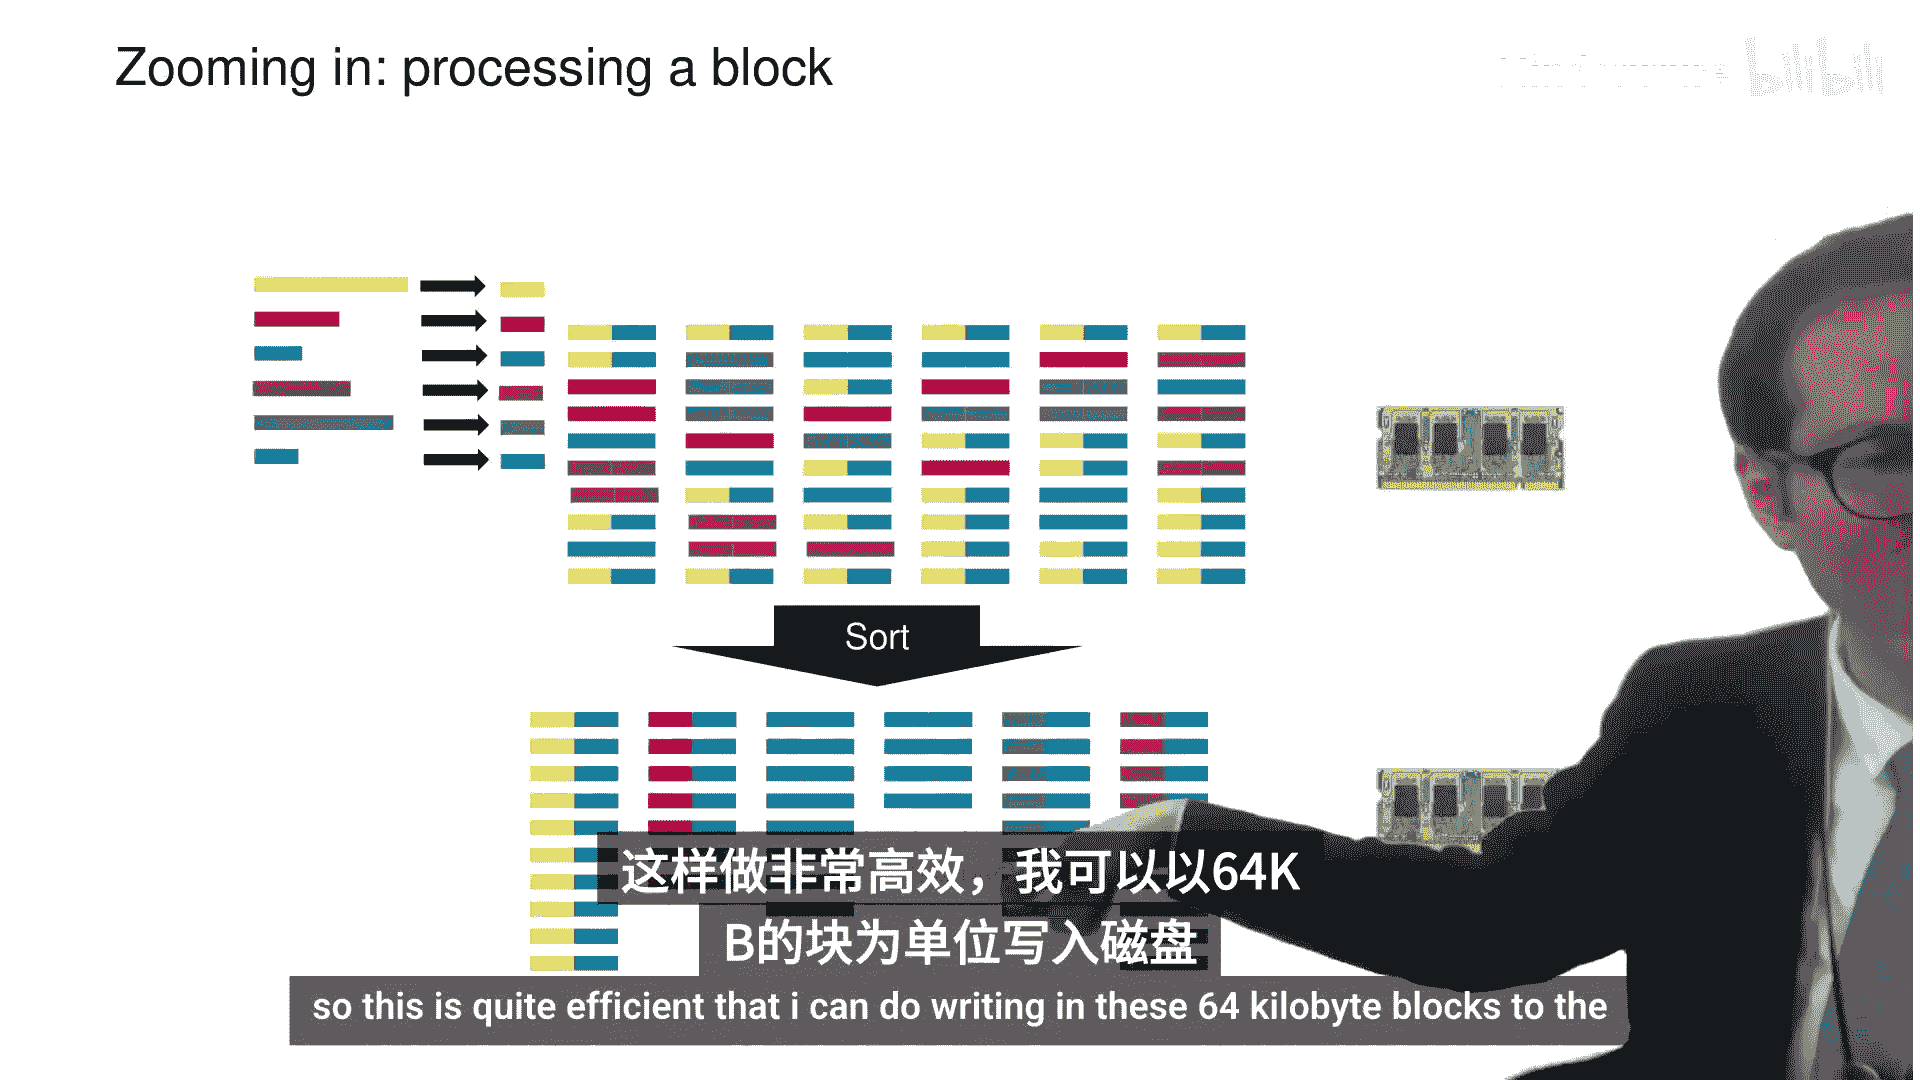 Zooming in: processing a block
bilibili
Sort
这样做非常高效，我可以以64K
B的块为单位写入磁盘
so this is quite efficient that i can do writing in these 64 kilobyte blocks to the